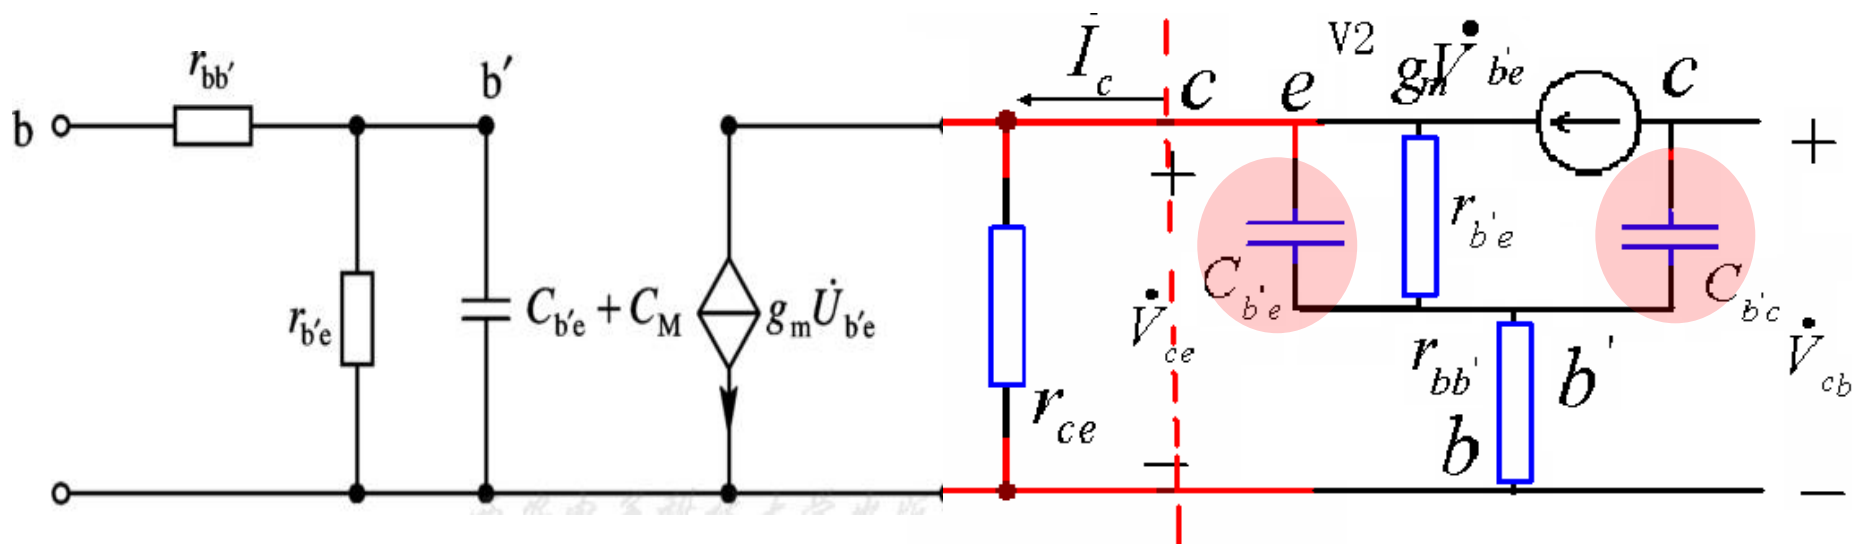 b
r_bb′
b′
r_b′e
C_b′e + C_M
g_m U̇_b′e
İ_c
c
e
V2
g_m V̇_b′e
c
+
−
V̇_ce
r_ce
C_b′e
r_b′e
r_bb′
b′
b
C_b′c
+
V̇_cb
−